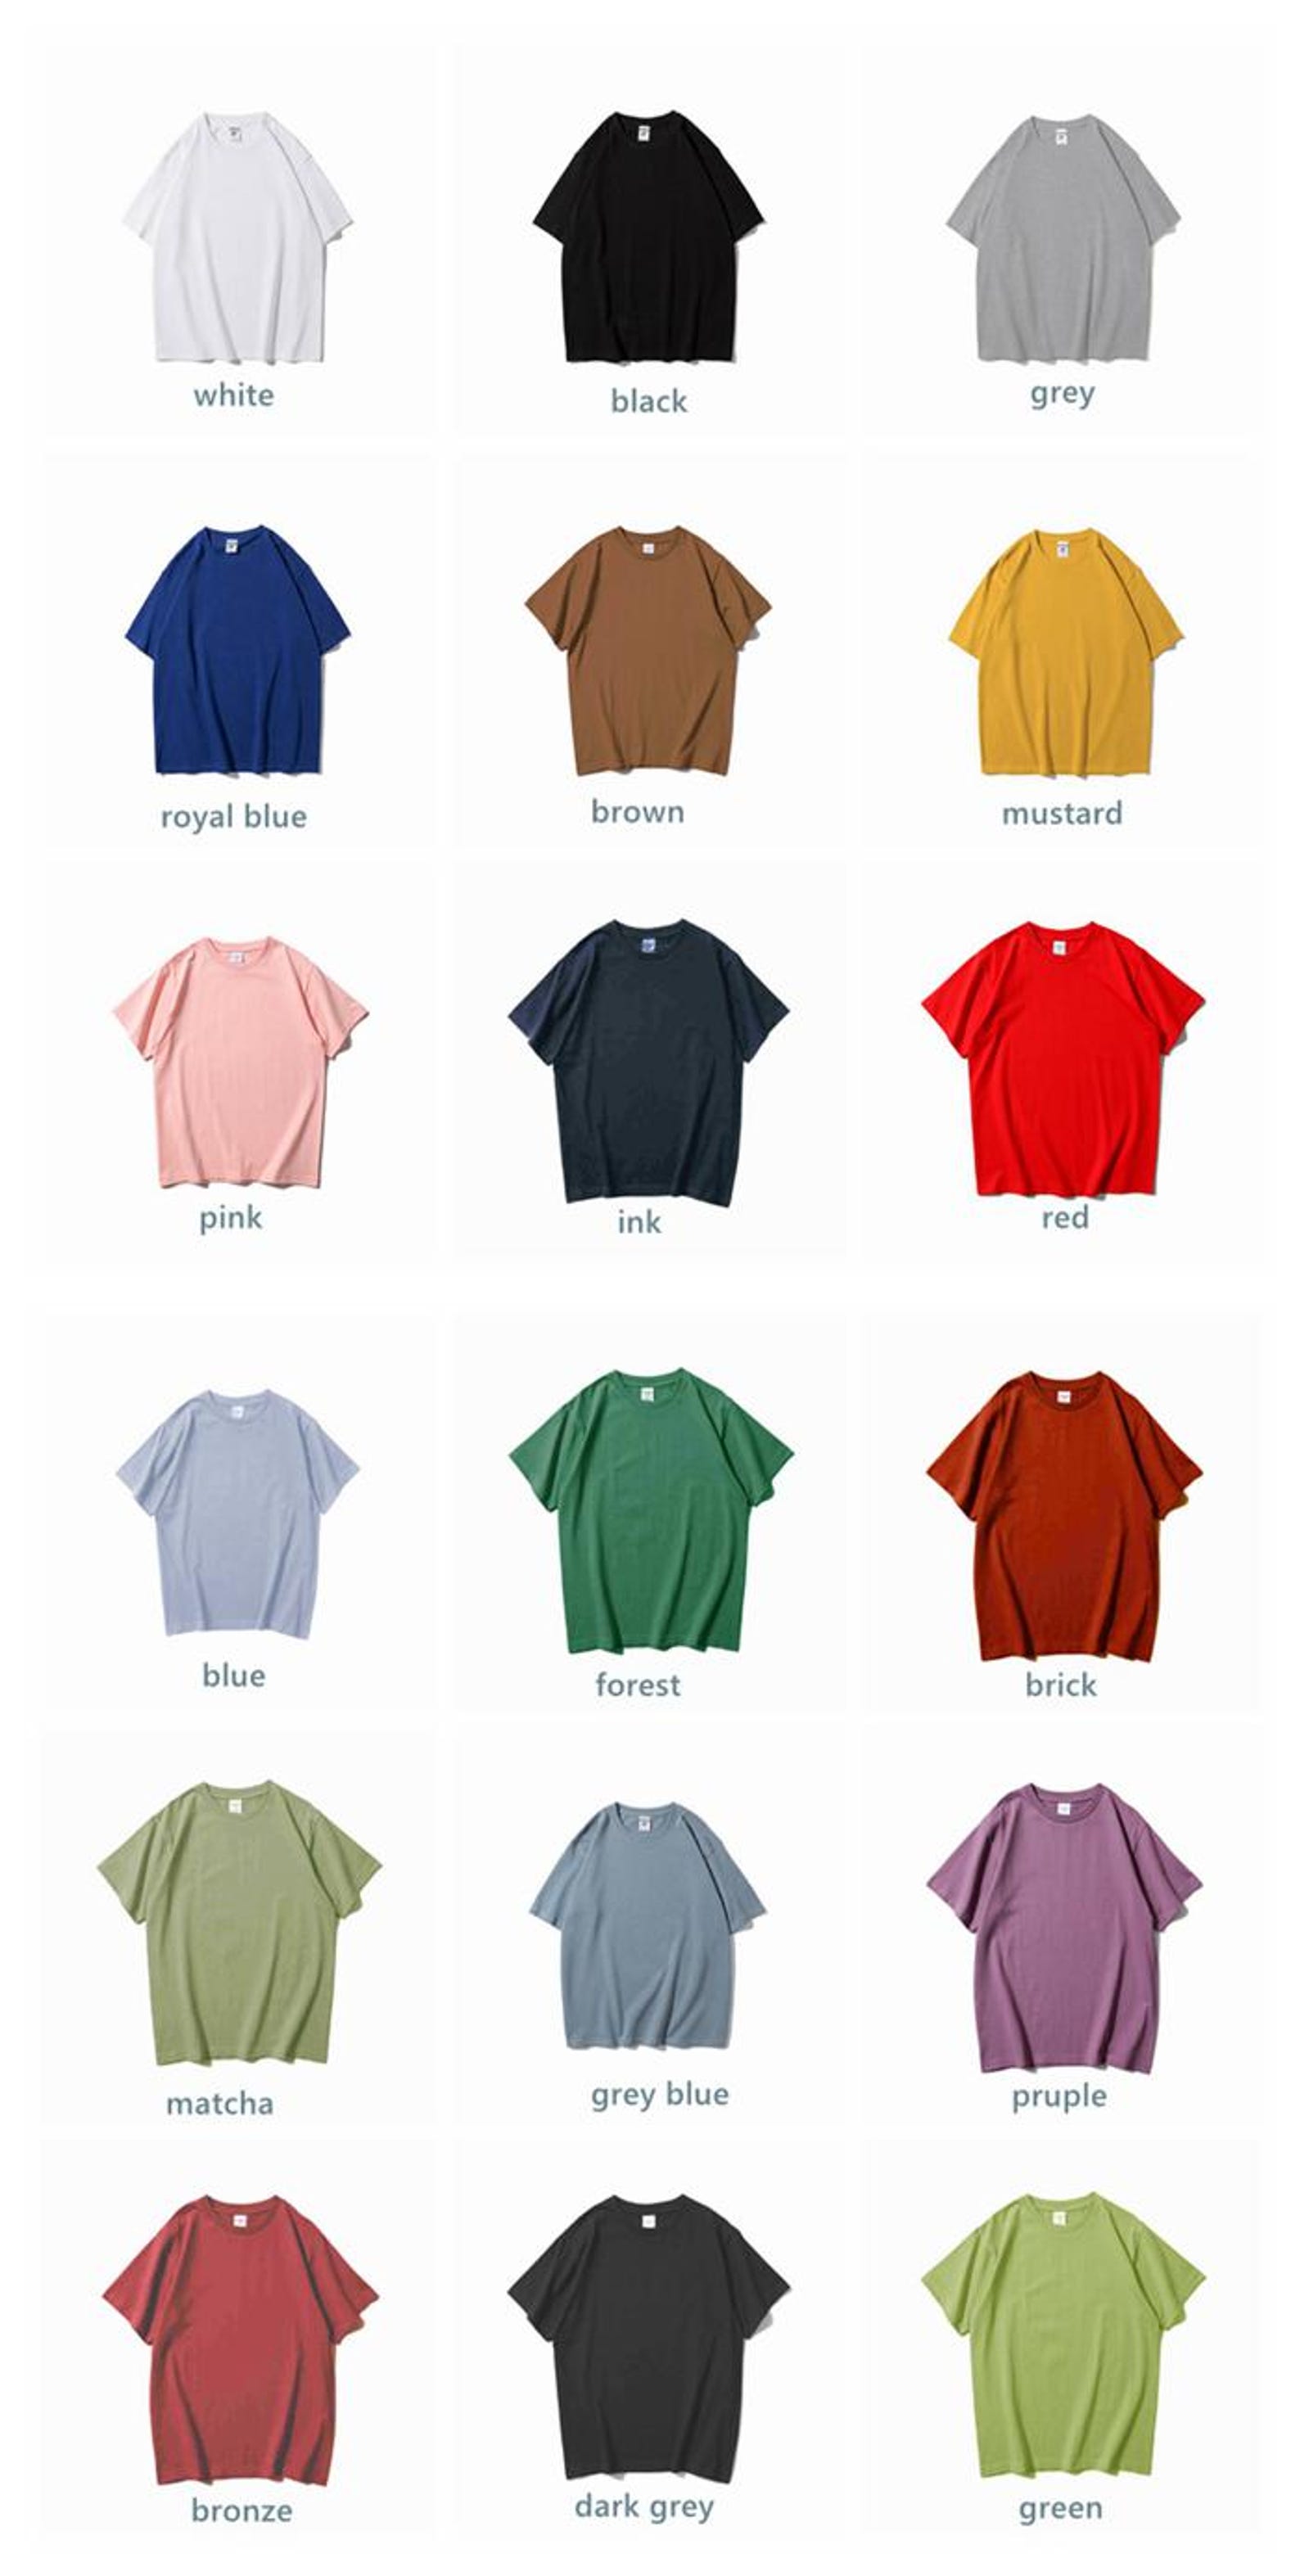 white
black
grey
royal blue
brown
mustard
pink
ink
red
blue
forest
brick
matcha
grey blue
pruple
bronze
dark grey
green